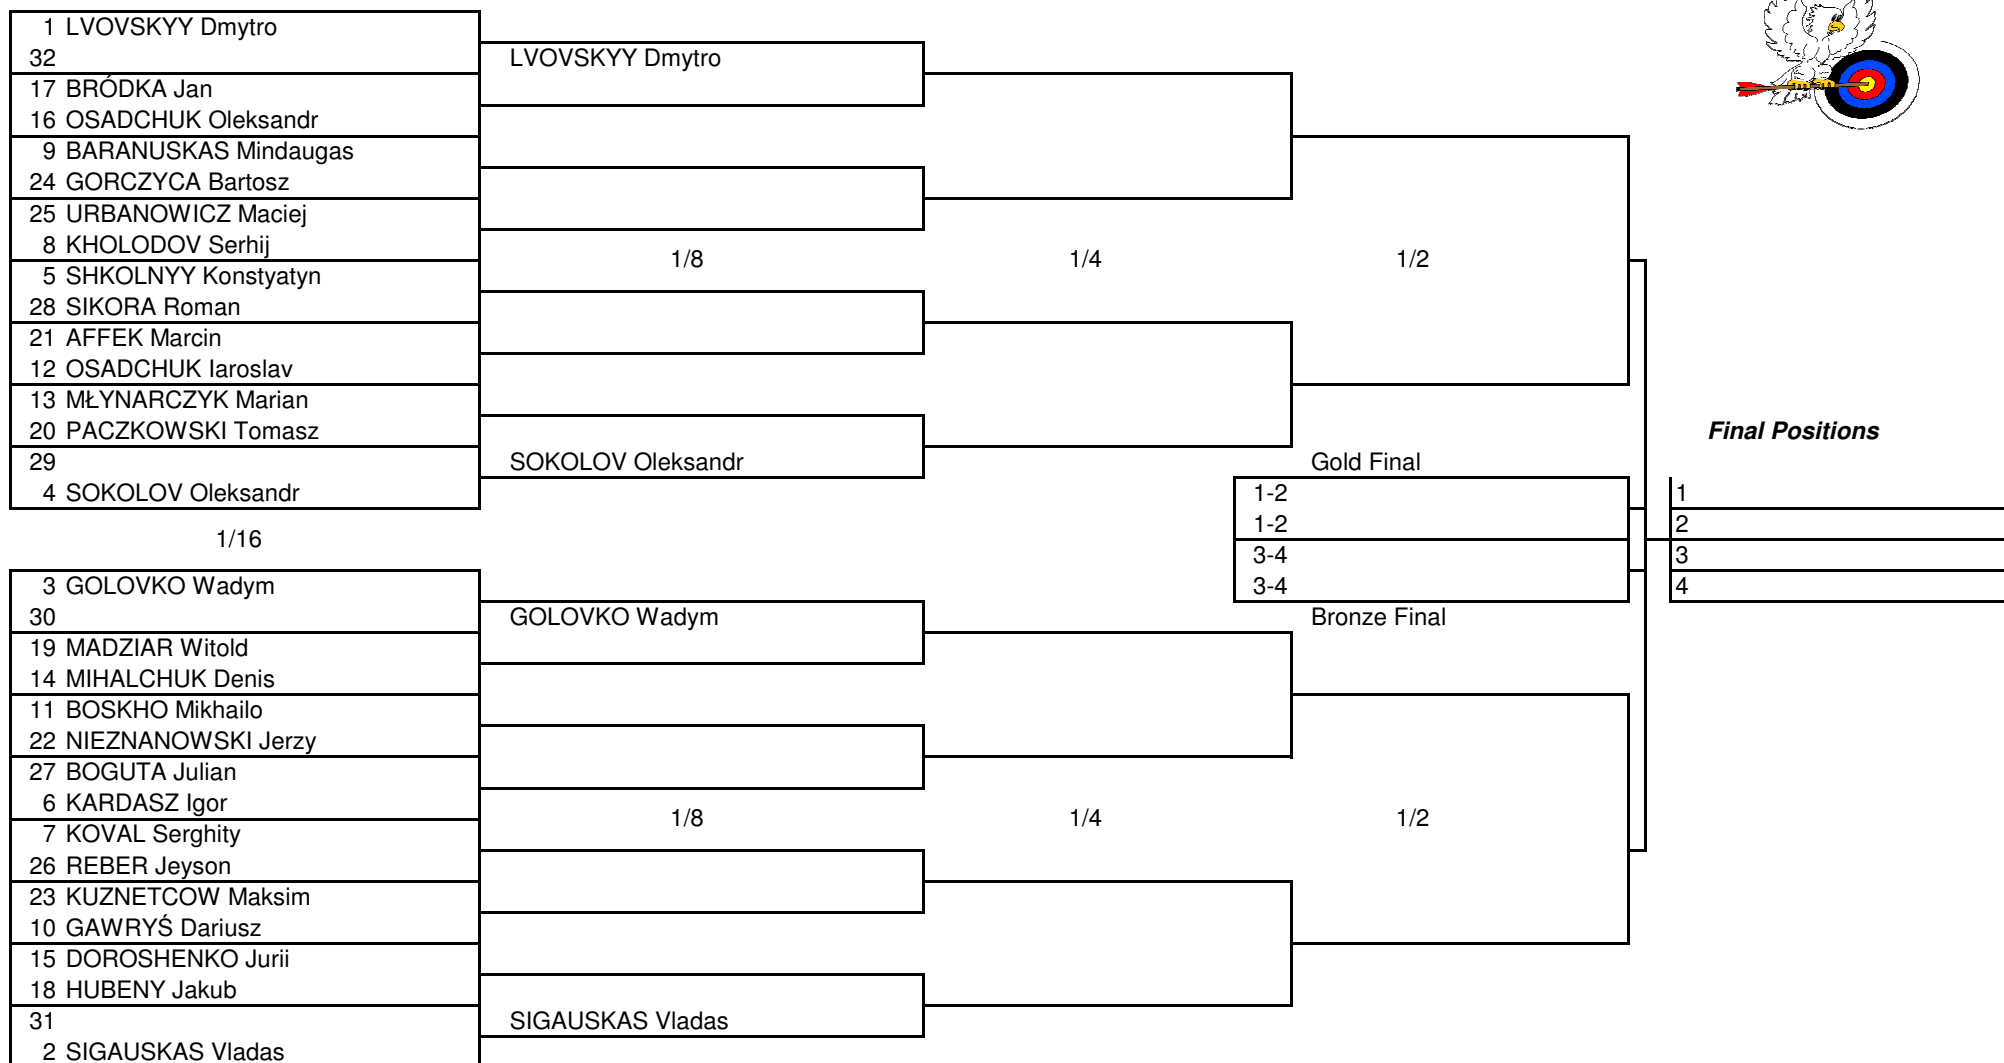 1 LVOVSKYY Dmytro
32
LVOVSKYY Dmytro
17 BRÓDKA Jan
16 OSADCHUK Oleksandr
9 BARANUSKAS Mindaugas
24 GORCZYCA Bartosz
25 URBANOWICZ Maciej
8 KHOLODOV Serhij
1/8 1/4 1/2
5 SHKOLNYY Konstyatyn
28 SIKORA Roman
21 AFFEK Marcin
12 OSADCHUK Iaroslav
13 MŁYNARCZYK Marian
20 PACZKOWSKI Tomasz
Final Positions
29
SOKOLOV Oleksandr
Gold Final
4 SOKOLOV Oleksandr
1-2
1
1-2
2
1/16
3-4
3
3 GOLOVKO Wadym
3-4
4
30
GOLOVKO Wadym
Bronze Final
19 MADZIAR Witold
14 MIHALCHUK Denis
11 BOSKHO Mikhailo
22 NIEZNANOWSKI Jerzy
27 BOGUTA Julian
6 KARDASZ Igor
1/8 1/4 1/2
7 KOVAL Serghity
26 REBER Jeyson
23 KUZNETCOW Maksim
10 GAWRYŚ Dariusz
15 DOROSHENKO Jurii
18 HUBENY Jakub
31
SIGAUSKAS Vladas
2 SIGAUSKAS Vladas